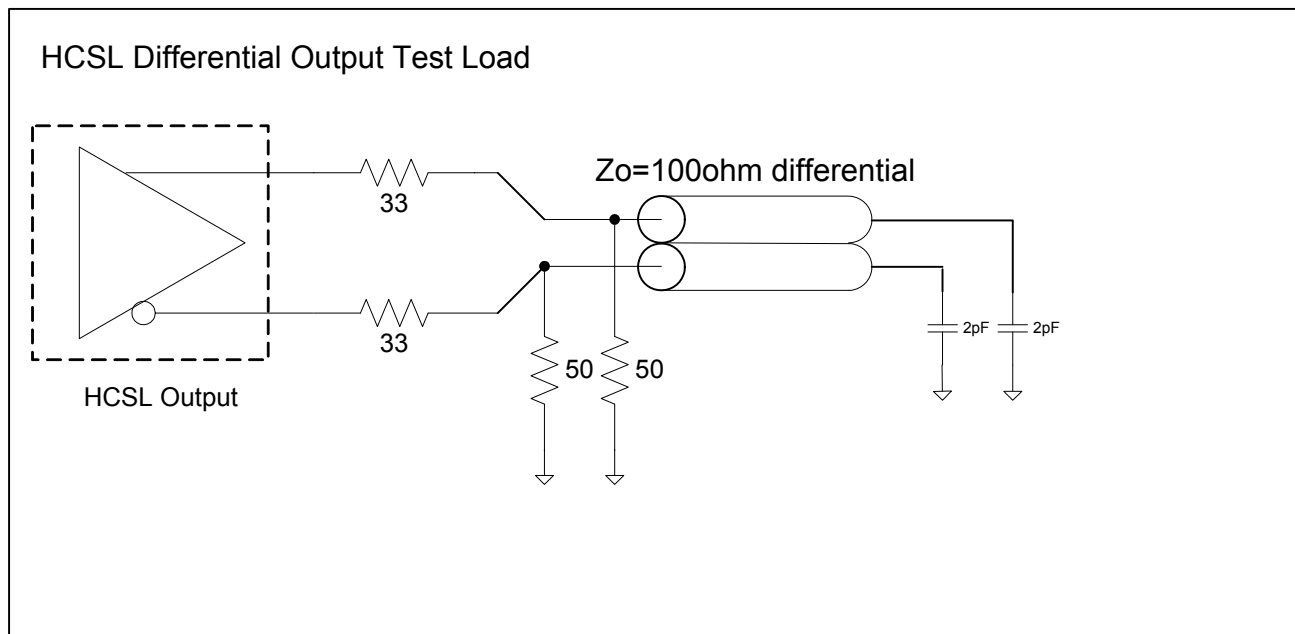 HCSL Differential Output Test Load
Zo=100ohm differential
33
33
2pF
2pF
50
50
HCSL Output